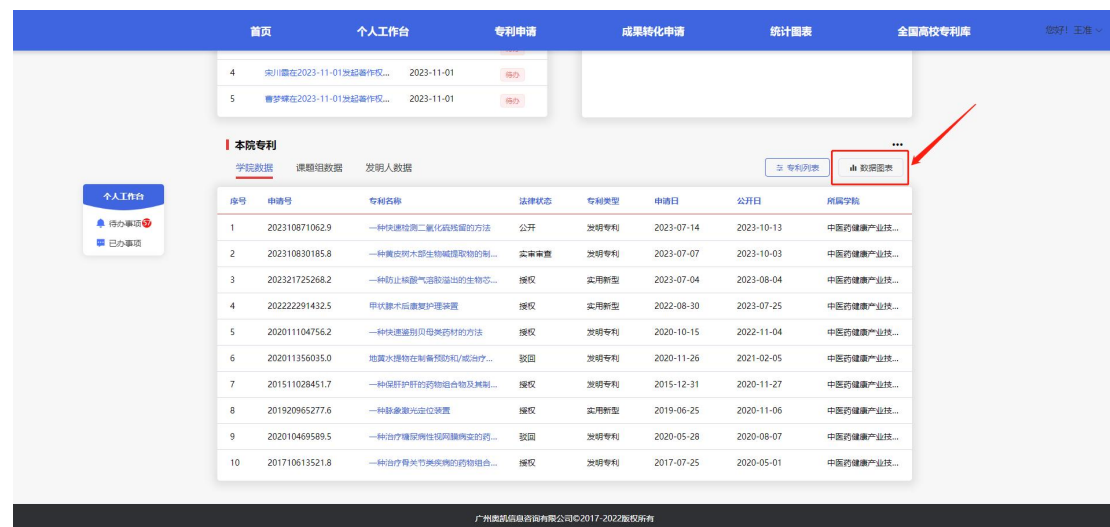 首页 个人工作台 专利申请 成果转化申请 统计图表 全国高校专利库 您好！王准
4 宋川霞在2023-11-01发起著作权... 2023-11-01 待办
5 曹梦蝶在2023-11-01发起著作权... 2023-11-01 待办
本院专利
学院数据 课题组数据 发明人数据 专利列表 数据图表
个人工作台
待办事项 57
已办事项
序号 申请号 专利名称 法律状态 专利类型 申请日 公开日 所属学院
1 202310871062.9 一种快速检测二氧化硫残留的方法 公开 发明专利 2023-07-14 2023-10-13 中医药健康产业技...
2 202310830185.8 一种黄皮树木部生物碱提取物的制... 实审审查 发明专利 2023-07-07 2023-10-03 中医药健康产业技...
3 202321725268.2 一种防止核酸气溶胶溢出的生物芯... 授权 实用新型 2023-07-04 2023-08-04 中医药健康产业技...
4 202222291432.5 甲状腺术后康复护理装置 授权 实用新型 2022-08-30 2023-07-25 中医药健康产业技...
5 202011104756.2 一种快速鉴别贝母类药材的方法 授权 发明专利 2020-10-15 2022-11-04 中医药健康产业技...
6 202011356035.0 地黄水提物在制备预防和/或治疗... 驳回 发明专利 2020-11-26 2021-02-05 中医药健康产业技...
7 201511028451.7 一种保肝护肝的药物组合物及其制... 授权 发明专利 2015-12-31 2020-11-27 中医药健康产业技...
8 201920965277.6 一种脉象激光定位装置 授权 实用新型 2019-06-25 2020-11-06 中医药健康产业技...
9 202010469589.5 一种治疗糖尿病性视网膜病变的药... 驳回 发明专利 2020-05-28 2020-08-07 中医药健康产业技...
10 201710613521.8 一种治疗骨关节类疾病的药物组合... 授权 发明专利 2017-07-25 2020-05-01 中医药健康产业技...
广州奥凯信息咨询有限公司©2017-2022版权所有